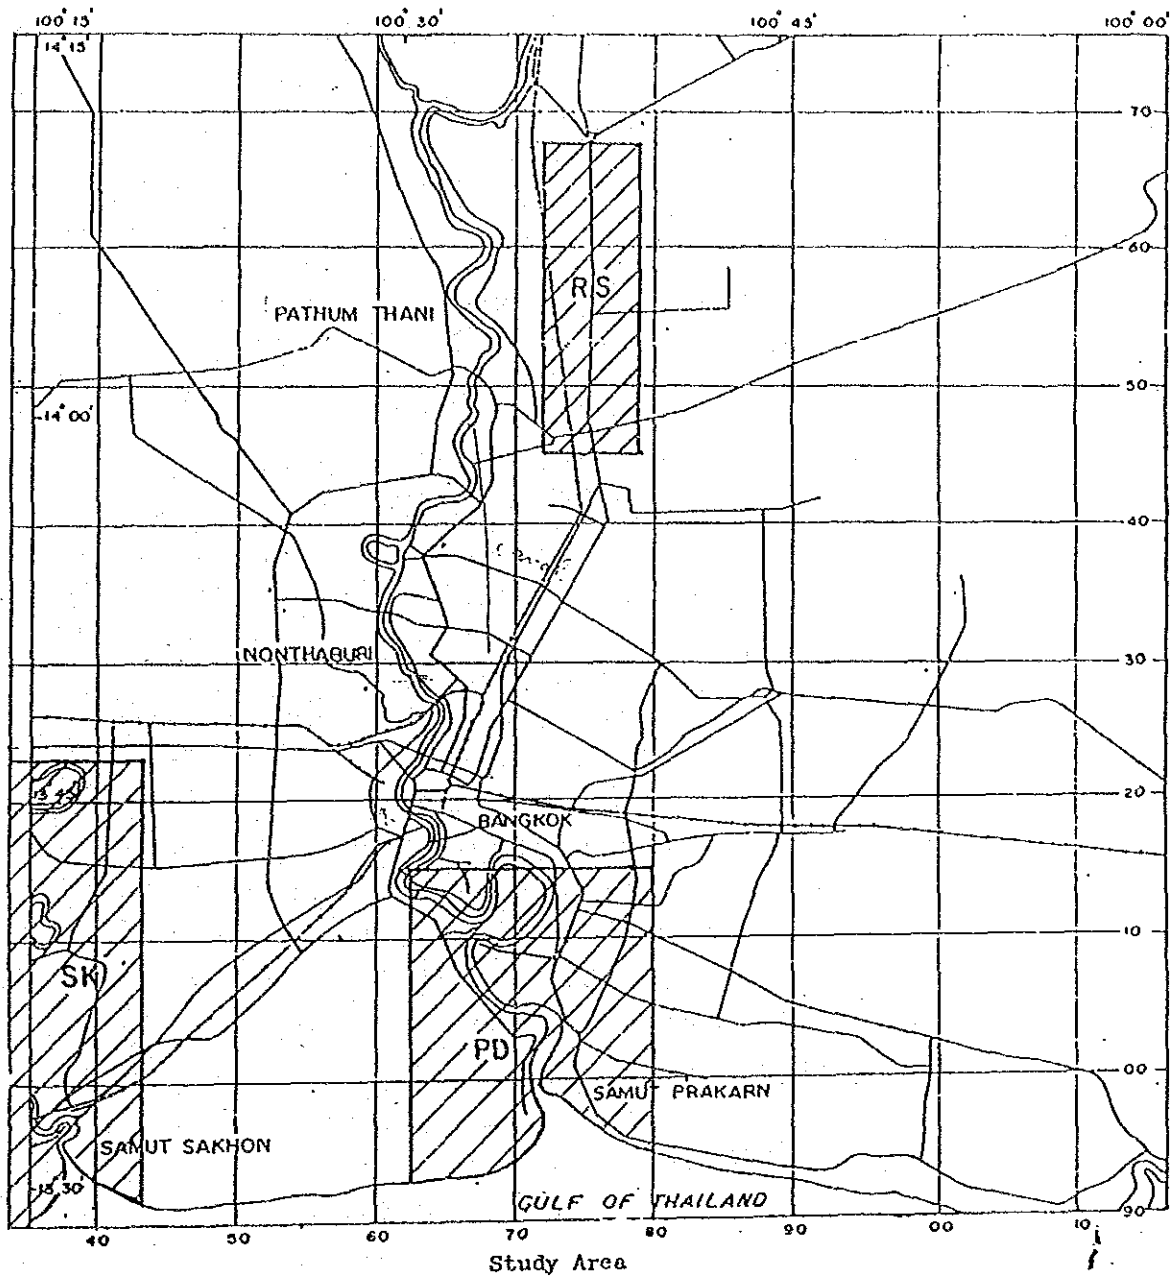 100° 15' 100° 30' 100° 45' 100° 00'
14° 15'
70
60
R S
PATHUM THANI
50
14° 00'
40
30
NONTHABURI
20
13° 45'
BANGKOK
10
SK
PD
00
SAMUT PRAKARN
SAMUT SAKHON
13° 30'
GULF OF THAILAND
90
40 50 60 70 80 90 00 10
Study Area